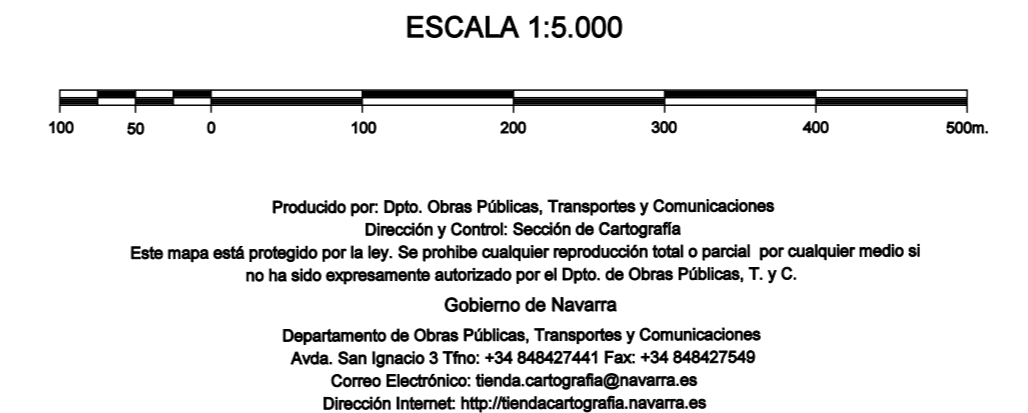 ESCALA 1:5.000
100 50 0 100 200 300 400 500m.
Producido por: Dpto. Obras Públicas, Transportes y Comunicaciones
Dirección y Control: Sección de Cartografía
Este mapa está protegido por la ley. Se prohibe cualquier reproducción total o parcial por cualquier medio si
no ha sido expresamente autorizado por el Dpto. de Obras Públicas, T. y C.
Gobierno de Navarra
Departamento de Obras Públicas, Transportes y Comunicaciones
Avda. San Ignacio 3 Tfno: +34 848427441 Fax: +34 848427549
Correo Electrónico: tienda.cartografia@navarra.es
Dirección Internet: http://tiendacartografia.navarra.es